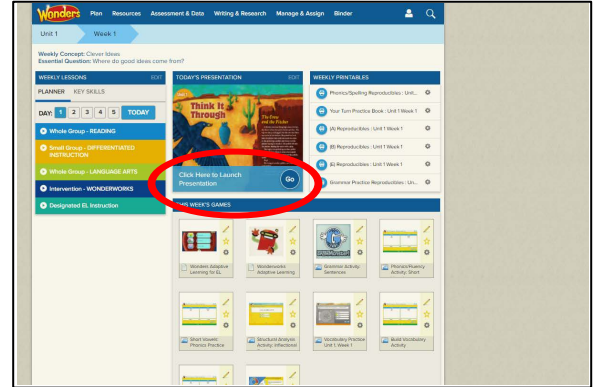 Wonders Plan Resources Assessment & Data Writing & Research Manage & Assign Binder
Unit 1 Week 1
Weekly Concept: Clever Ideas
Essential Question: Where do good ideas come from?
WEEKLY LESSONS EDIT
PLANNER KEY SKILLS
DAY: 1 2 3 4 5 TODAY
Whole Group - READING
Small Group - DIFFERENTIATED
INSTRUCTION
Whole Group - LANGUAGE ARTS
Intervention - WONDERWORKS
Designated EL Instruction
TODAY'S PRESENTATION EDIT
Think It
Through
The Fox
and the Pitcher
Click Here to Launch
Presentation
Go
WEEKLY PRINTABLES
Phonics/Spelling Reproducibles : Unit...
Your Turn Practice Book : Unit 1 Week 1
(A) Reproducibles : Unit 1 Week 1
(B) Reproducibles : Unit 1 Week 1
(E) Reproducibles : Unit 1 Week 1
Grammar Practice Reproducibles : Un...
THIS WEEK'S GAMES
Wonders Adaptive
Learning for EL
Wonderworks
Adaptive Learning
Grammar Activity:
Sentences
Phonics/Fluency
Activity: Short
Short Vowels:
Phonics Practice
Structural Analysis
Activity: Inflectional
Vocabulary Practice
Unit 1: Week 1
Build Vocabulary
Activity